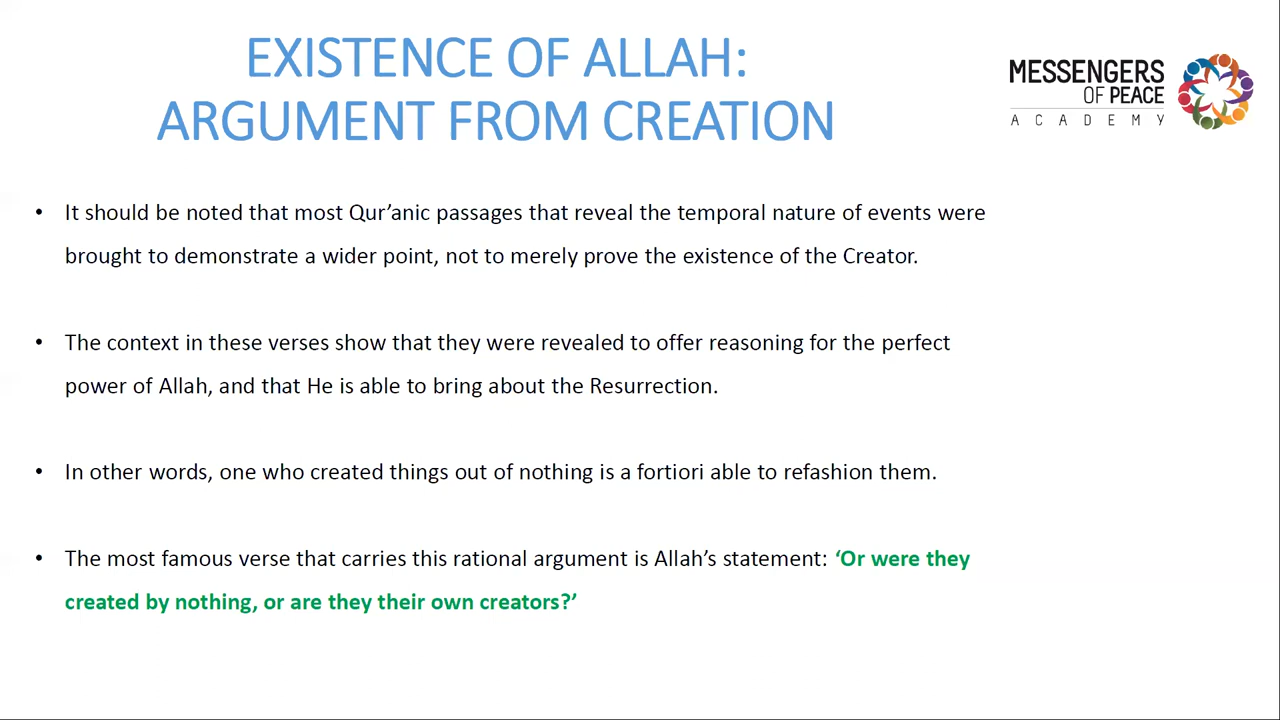 EXISTENCE OF ALLAH:
ARGUMENT FROM CREATION
MESSENGERS
OF PEACE
ACADEMY
• It should be noted that most Qur’anic passages that reveal the temporal nature of events were
brought to demonstrate a wider point, not to merely prove the existence of the Creator.
• The context in these verses show that they were revealed to offer reasoning for the perfect
power of Allah, and that He is able to bring about the Resurrection.
• In other words, one who created things out of nothing is a fortiori able to refashion them.
• The most famous verse that carries this rational argument is Allah’s statement: ‘Or were they
created by nothing, or are they their own creators?’